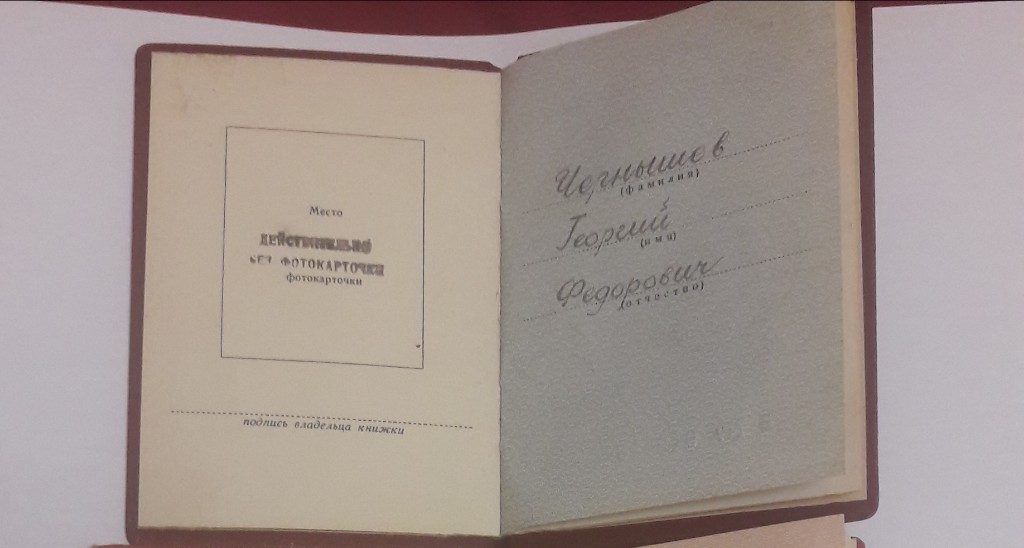 Место
ДЕЙСТВИТЕЛЬНО
БЕЗ ФОТОКАРТОЧКИ
фотокарточки
подпись владельца книжки
Чернышев
(фамилия)
Георгий
(имя)
Федорович
(отчество)